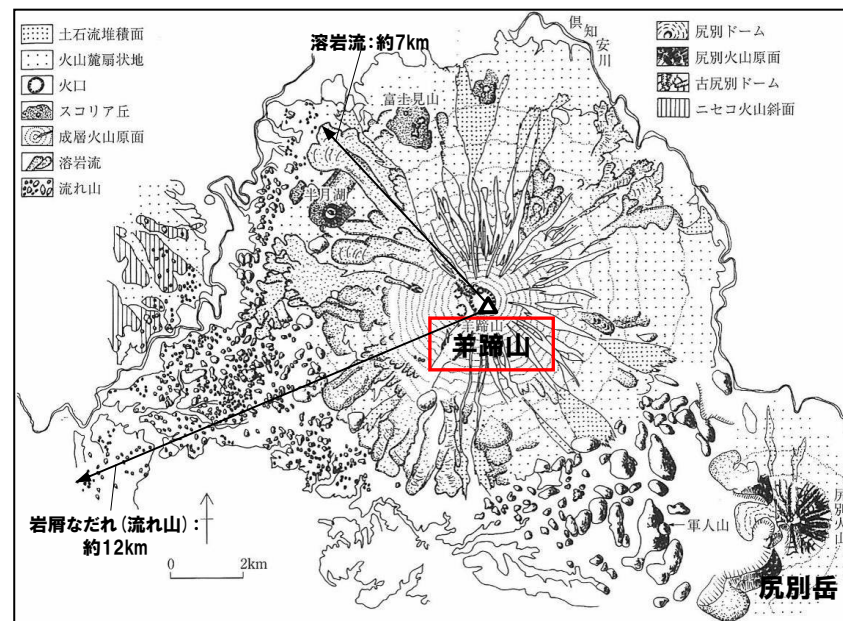 土石流堆積面
火山麓扇状地
火口
スコリア丘
成層火山原面
溶岩流
流れ山
溶岩流：約7km
富士見山
倶知安川
尻別ドーム
尻別火山原面
古尻別ドーム
ニセコ火山斜面
半月湖
羊蹄山
羊蹄山
岩屑なだれ（流れ山）：
約12km
0
2km
軍人山
尻別火山
尻別岳